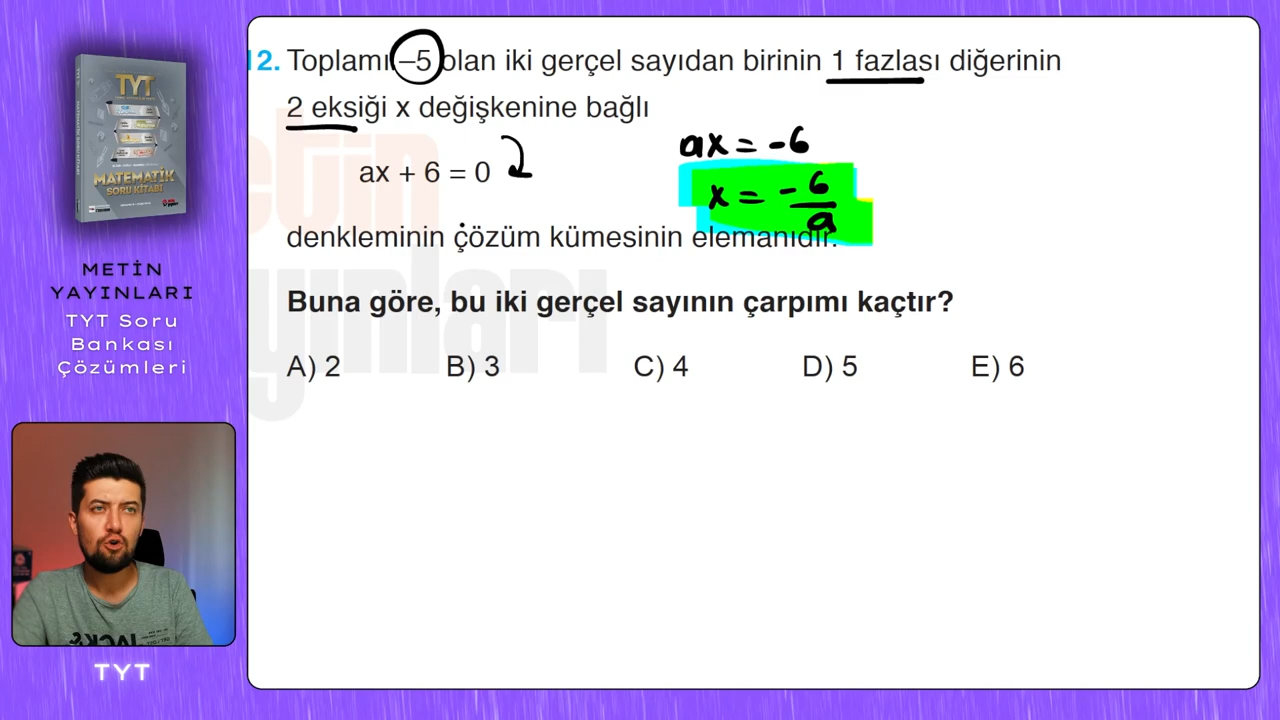 12. Toplamı –5 olan iki gerçel sayıdan birinin 1 fazlası diğerinin
2 eksiği x değişkenine bağlı
ax + 6 = 0
ax = -6
x = -6/a
denkleminin çözüm kümesinin elemanıdır.
Buna göre, bu iki gerçel sayının çarpımı kaçtır?
A) 2 B) 3 C) 4 D) 5 E) 6
TYT
MATEMATİK
SORU KİTABI
METİN
YAYINLARI
TYT Soru
Bankası
Çözümleri
TYT